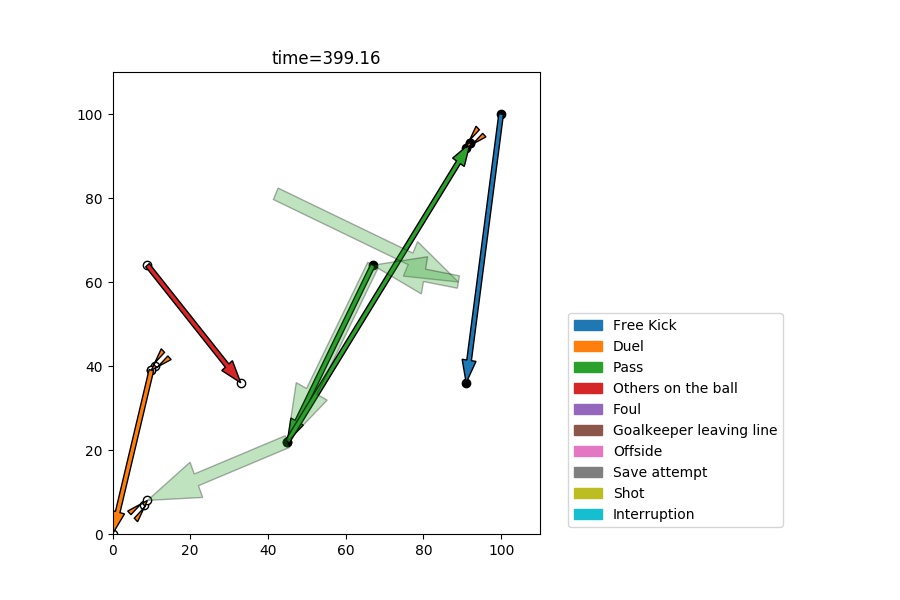 time=399.16
100
80
60
40
20
0
0
20
40
60
80
100
Free Kick
Duel
Pass
Others on the ball
Foul
Goalkeeper leaving line
Offside
Save attempt
Shot
Interruption